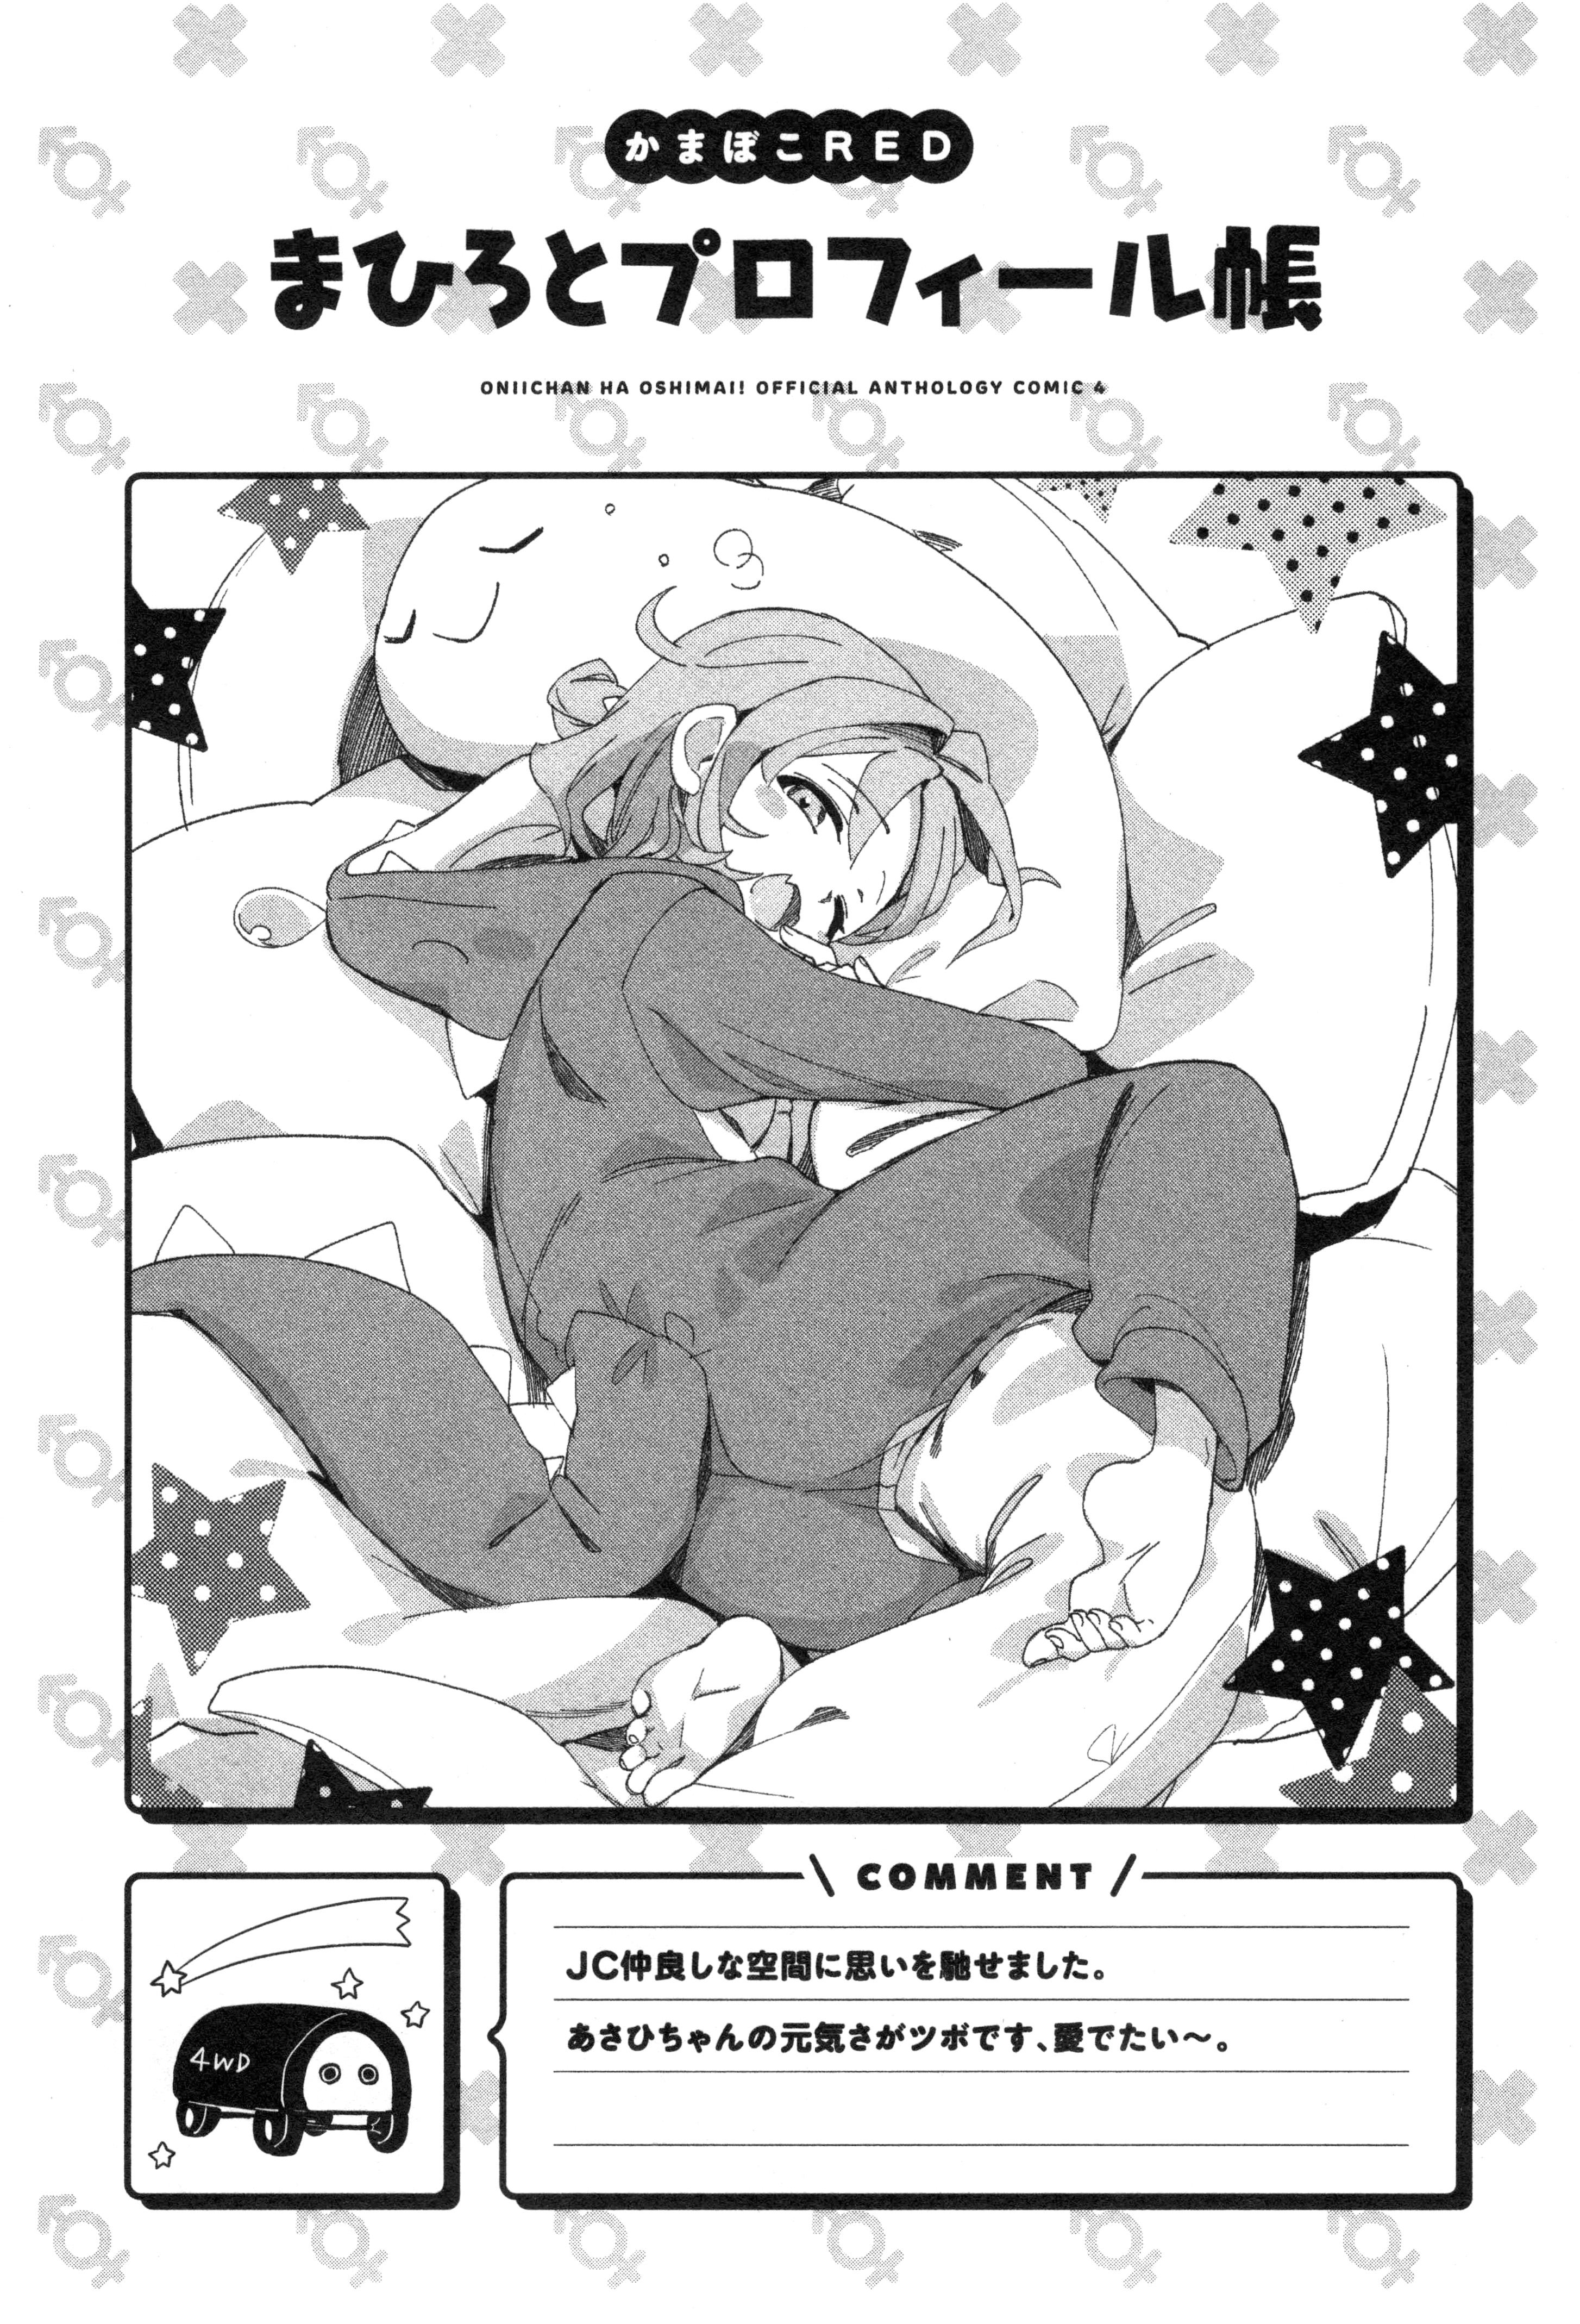 かまぼこRED
まひろとプロフィール帳
ONIICHAN HA OSHIMAI! OFFICIAL ANTHOLOGY COMIC 4
4WD
COMMENT
JC仲良しな空間に思いを馳せました。
あさひちゃんの元気さがツボです、愛でたい～。